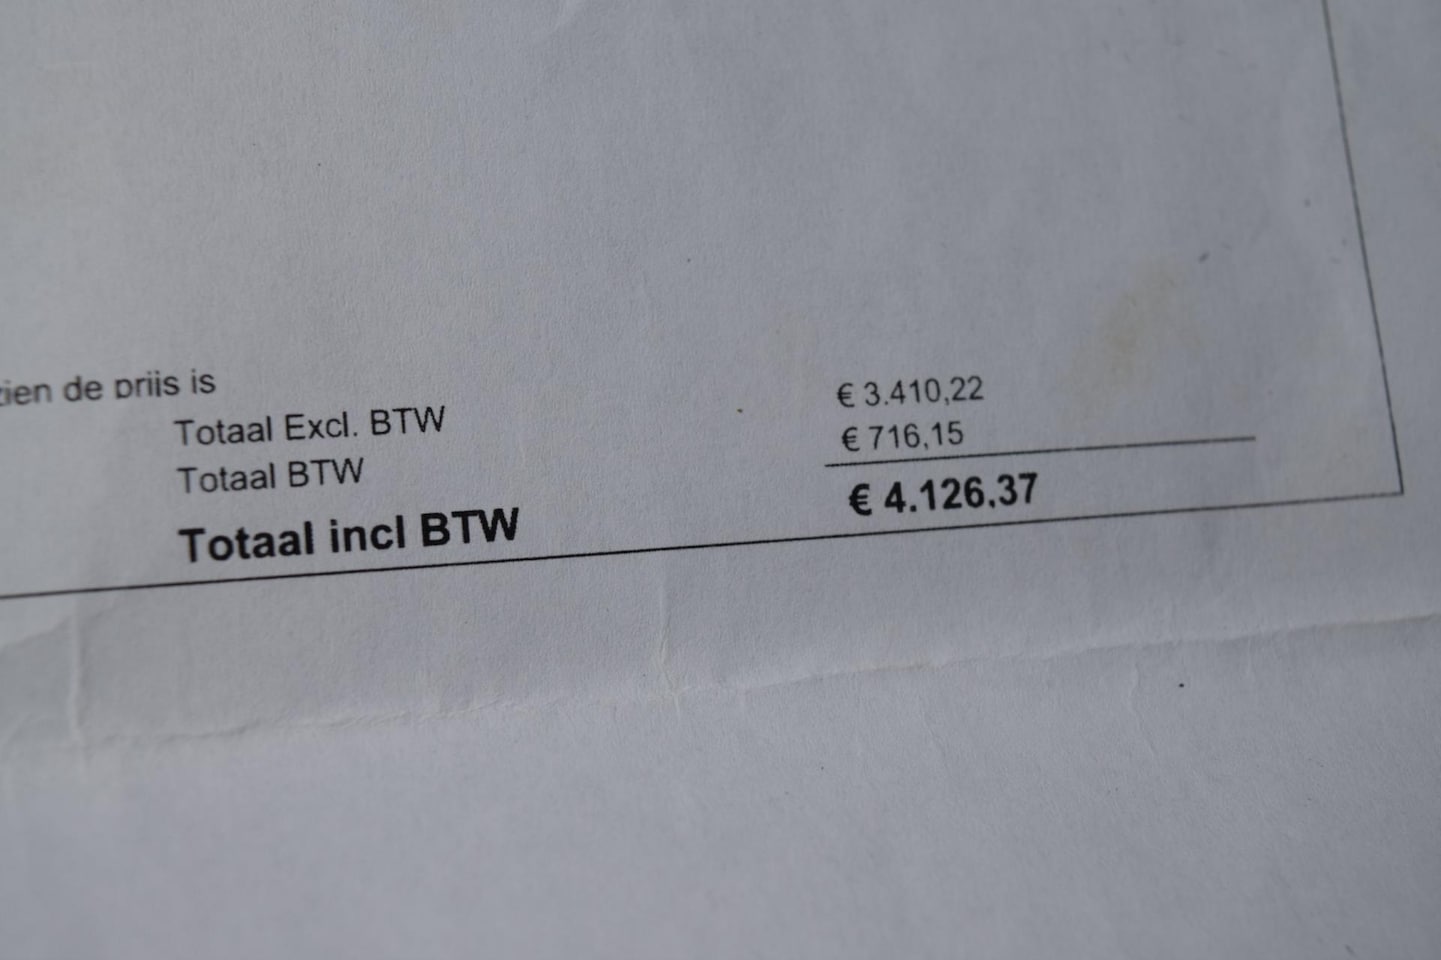 zien de prijs is
Totaal Excl. BTW € 3.410,22
Totaal BTW € 716,15
Totaal incl BTW € 4.126,37